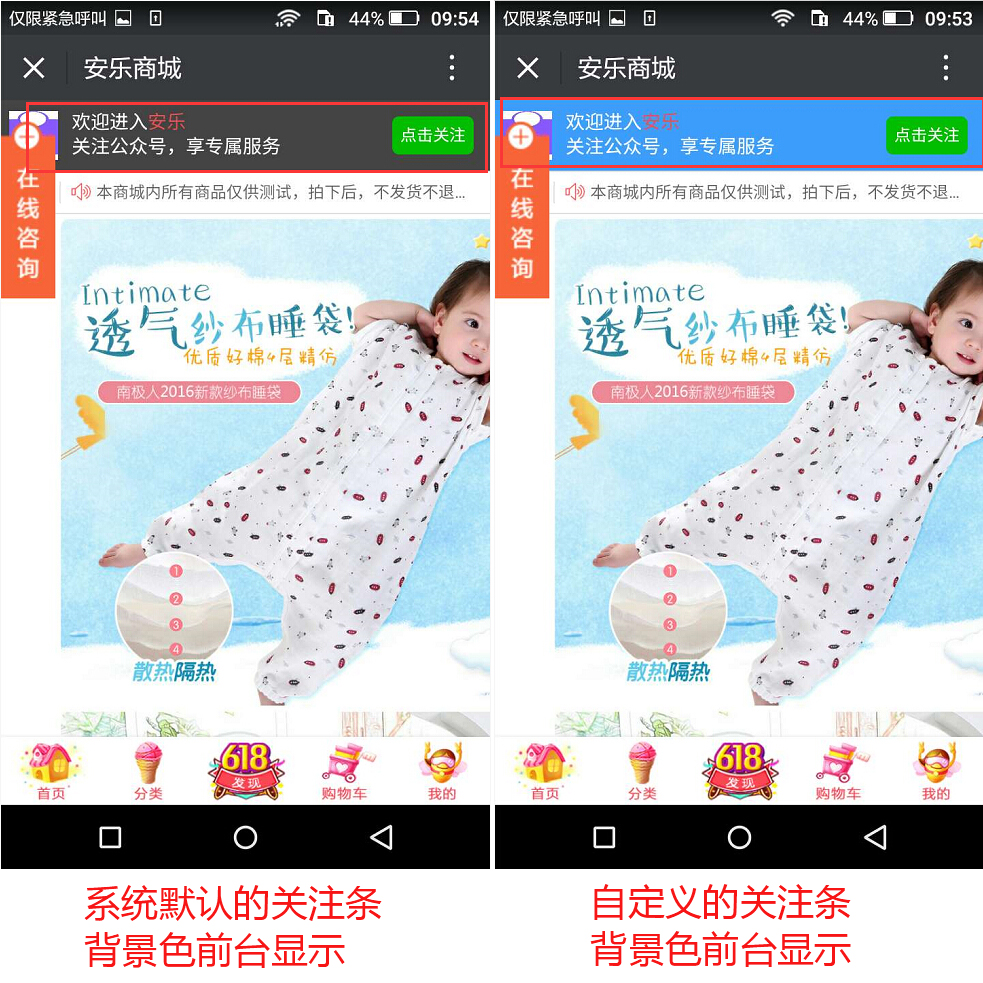 仅限紧急呼叫 44% 09:54
安乐商城
欢迎进入安乐
关注公众号，享专属服务
点击关注
在线咨询
本商城内所有商品仅供测试，拍下后，不发货不退...
Intimate
透气纱布睡袋!
优质好棉4层精仿
南极人2016新款纱布睡袋
1
2
3
4
散热隔热
首页 分类 618发现 购物车 我的
系统默认的关注条
背景色前台显示
仅限紧急呼叫 44% 09:53
安乐商城
欢迎进入安乐
关注公众号，享专属服务
点击关注
在线咨询
本商城内所有商品仅供测试，拍下后，不发货不退...
Intimate
透气纱布睡袋!
优质好棉4层精仿
南极人2016新款纱布睡袋
1
2
3
4
散热隔热
首页 分类 618发现 购物车 我的
自定义的关注条
背景色前台显示